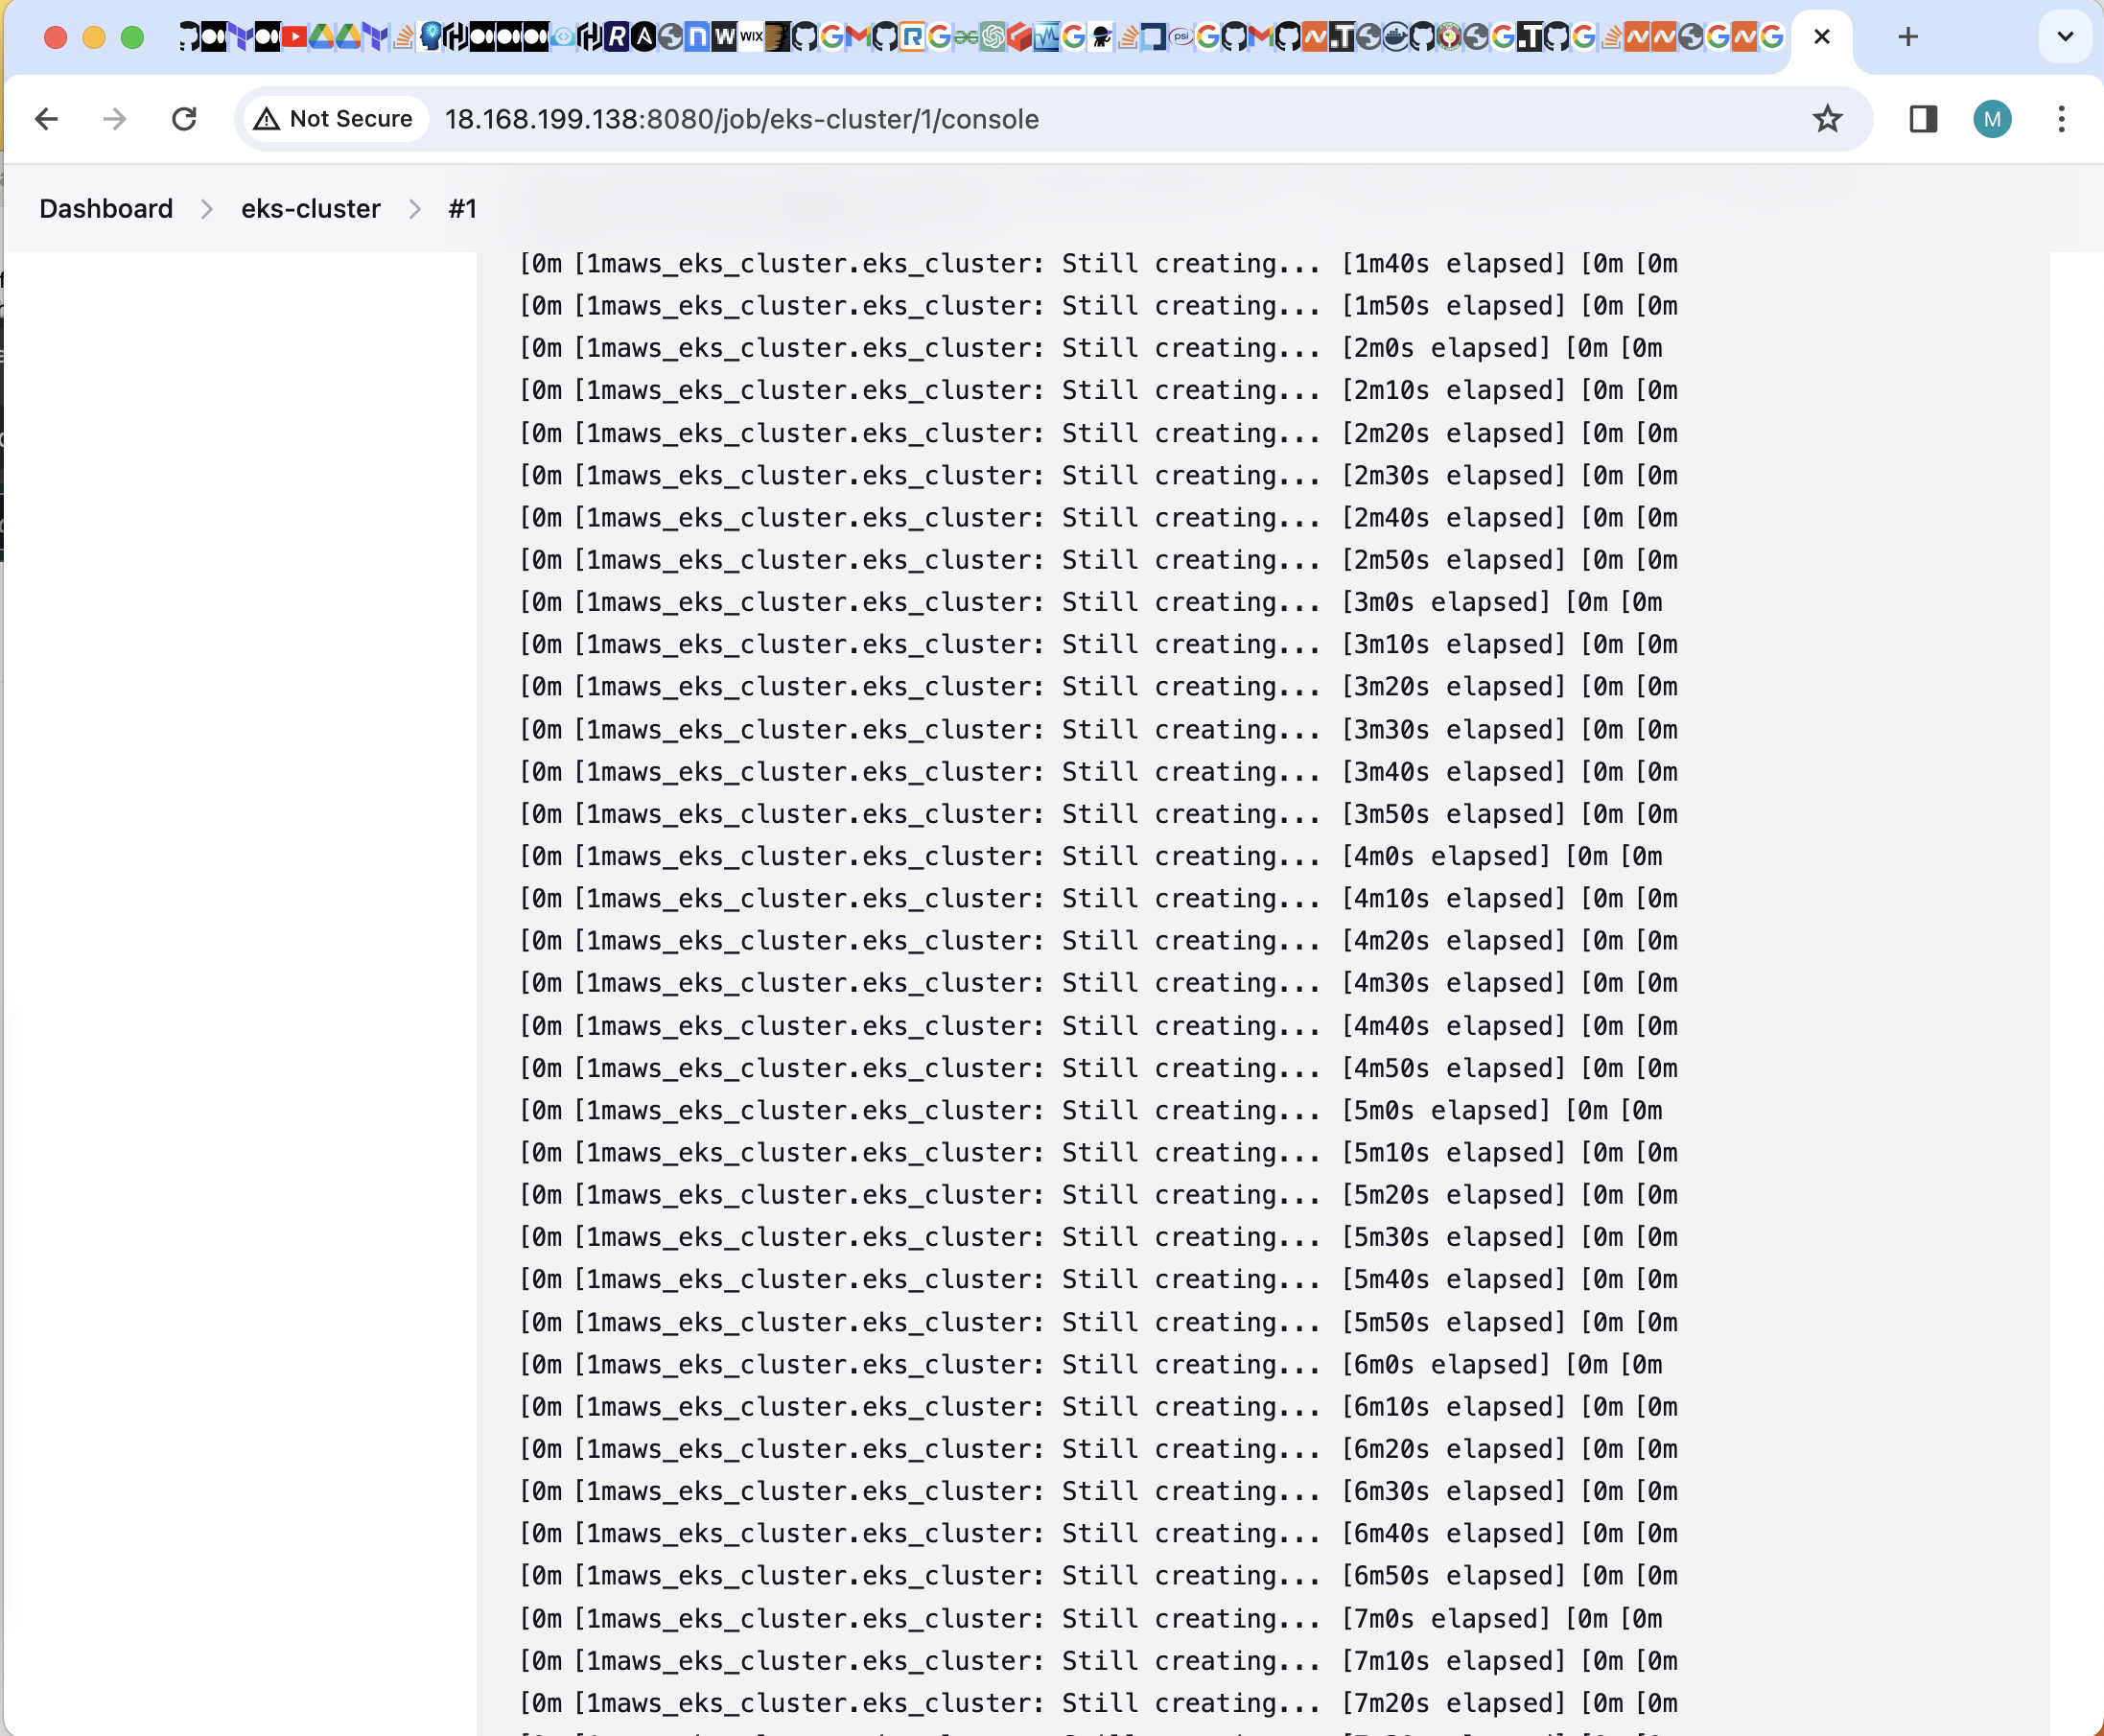 WIX
psi
Not Secure
18.168.199.138:8080/job/eks-cluster/1/console
M
Dashboard > eks-cluster > #1
[0m [1maws_eks_cluster.eks_cluster: Still creating... [1m40s elapsed] [0m [0m
[0m [1maws_eks_cluster.eks_cluster: Still creating... [1m50s elapsed] [0m [0m
[0m [1maws_eks_cluster.eks_cluster: Still creating... [2m0s elapsed] [0m [0m
[0m [1maws_eks_cluster.eks_cluster: Still creating... [2m10s elapsed] [0m [0m
[0m [1maws_eks_cluster.eks_cluster: Still creating... [2m20s elapsed] [0m [0m
[0m [1maws_eks_cluster.eks_cluster: Still creating... [2m30s elapsed] [0m [0m
[0m [1maws_eks_cluster.eks_cluster: Still creating... [2m40s elapsed] [0m [0m
[0m [1maws_eks_cluster.eks_cluster: Still creating... [2m50s elapsed] [0m [0m
[0m [1maws_eks_cluster.eks_cluster: Still creating... [3m0s elapsed] [0m [0m
[0m [1maws_eks_cluster.eks_cluster: Still creating... [3m10s elapsed] [0m [0m
[0m [1maws_eks_cluster.eks_cluster: Still creating... [3m20s elapsed] [0m [0m
[0m [1maws_eks_cluster.eks_cluster: Still creating... [3m30s elapsed] [0m [0m
[0m [1maws_eks_cluster.eks_cluster: Still creating... [3m40s elapsed] [0m [0m
[0m [1maws_eks_cluster.eks_cluster: Still creating... [3m50s elapsed] [0m [0m
[0m [1maws_eks_cluster.eks_cluster: Still creating... [4m0s elapsed] [0m [0m
[0m [1maws_eks_cluster.eks_cluster: Still creating... [4m10s elapsed] [0m [0m
[0m [1maws_eks_cluster.eks_cluster: Still creating... [4m20s elapsed] [0m [0m
[0m [1maws_eks_cluster.eks_cluster: Still creating... [4m30s elapsed] [0m [0m
[0m [1maws_eks_cluster.eks_cluster: Still creating... [4m40s elapsed] [0m [0m
[0m [1maws_eks_cluster.eks_cluster: Still creating... [4m50s elapsed] [0m [0m
[0m [1maws_eks_cluster.eks_cluster: Still creating... [5m0s elapsed] [0m [0m
[0m [1maws_eks_cluster.eks_cluster: Still creating... [5m10s elapsed] [0m [0m
[0m [1maws_eks_cluster.eks_cluster: Still creating... [5m20s elapsed] [0m [0m
[0m [1maws_eks_cluster.eks_cluster: Still creating... [5m30s elapsed] [0m [0m
[0m [1maws_eks_cluster.eks_cluster: Still creating... [5m40s elapsed] [0m [0m
[0m [1maws_eks_cluster.eks_cluster: Still creating... [5m50s elapsed] [0m [0m
[0m [1maws_eks_cluster.eks_cluster: Still creating... [6m0s elapsed] [0m [0m
[0m [1maws_eks_cluster.eks_cluster: Still creating... [6m10s elapsed] [0m [0m
[0m [1maws_eks_cluster.eks_cluster: Still creating... [6m20s elapsed] [0m [0m
[0m [1maws_eks_cluster.eks_cluster: Still creating... [6m30s elapsed] [0m [0m
[0m [1maws_eks_cluster.eks_cluster: Still creating... [6m40s elapsed] [0m [0m
[0m [1maws_eks_cluster.eks_cluster: Still creating... [6m50s elapsed] [0m [0m
[0m [1maws_eks_cluster.eks_cluster: Still creating... [7m0s elapsed] [0m [0m
[0m [1maws_eks_cluster.eks_cluster: Still creating... [7m10s elapsed] [0m [0m
[0m [1maws_eks_cluster.eks_cluster: Still creating... [7m20s elapsed] [0m [0m